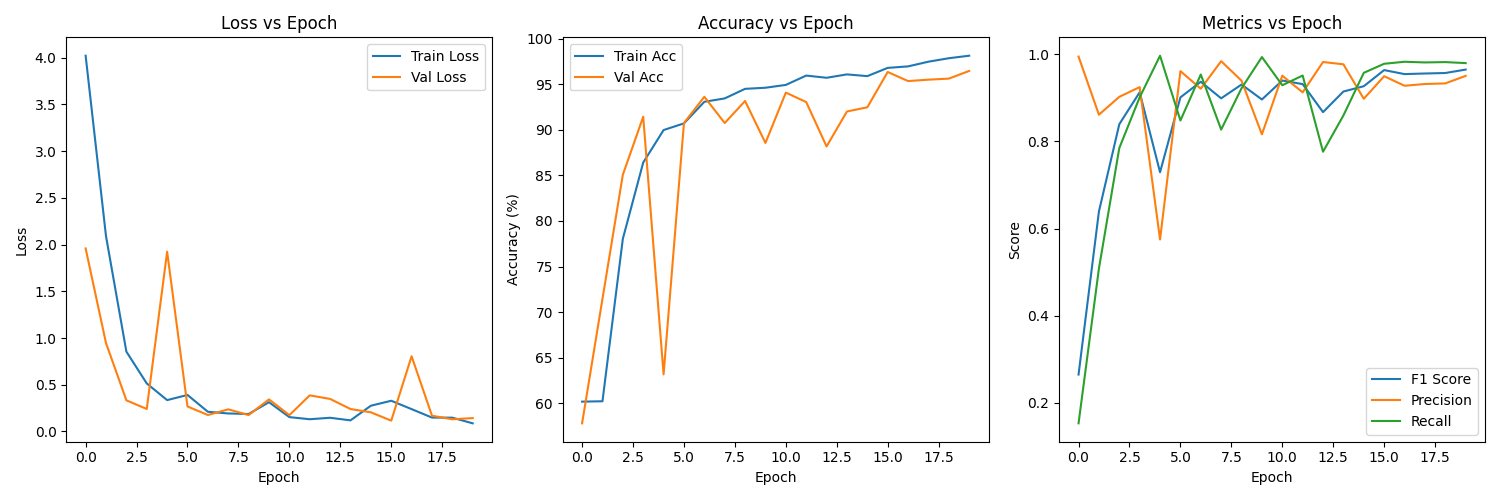 Loss vs Epoch
Train Loss
Val Loss
4.0
3.5
3.0
2.5
2.0
1.5
1.0
0.5
0.0
Loss
0.0 2.5 5.0 7.5 10.0 12.5 15.0 17.5
Epoch
Accuracy vs Epoch
Train Acc
Val Acc
100
95
90
85
80
75
70
65
60
Accuracy (%)
0.0 2.5 5.0 7.5 10.0 12.5 15.0 17.5
Epoch
Metrics vs Epoch
1.0
0.8
0.6
0.4
0.2
Score
F1 Score
Precision
Recall
0.0 2.5 5.0 7.5 10.0 12.5 15.0 17.5
Epoch